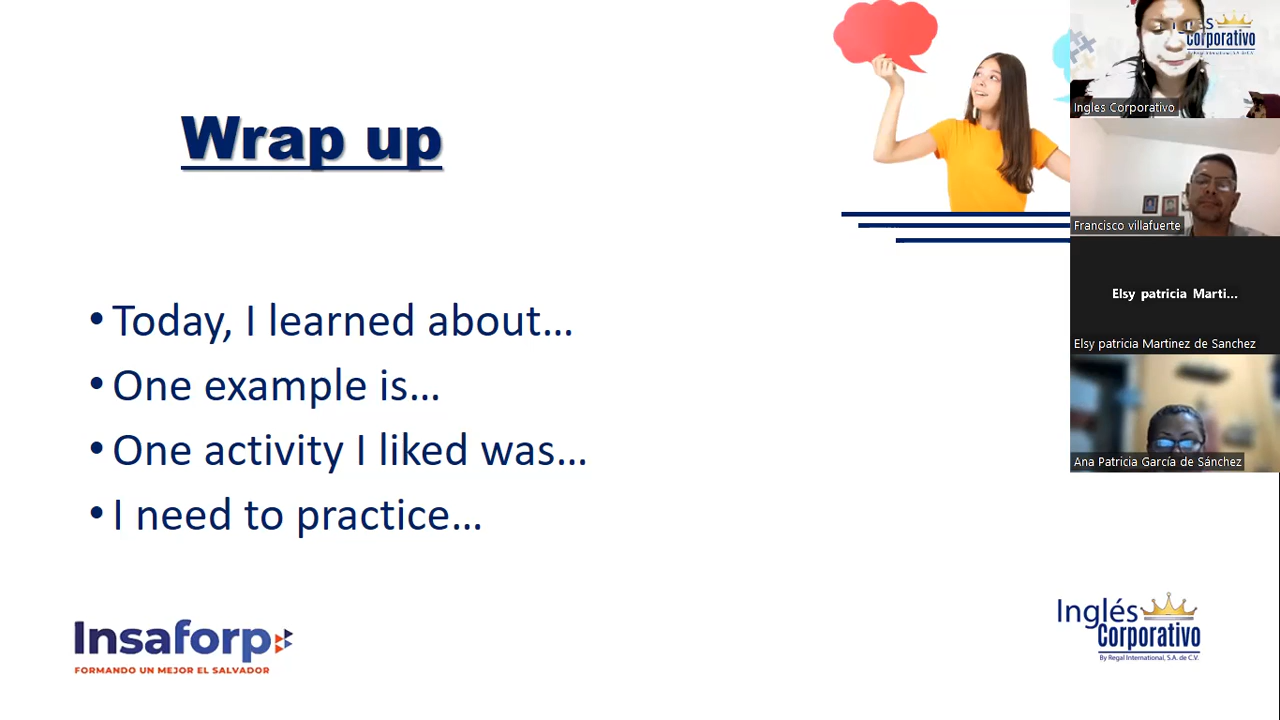 Wrap up
• Today, I learned about…
• One example is…
• One activity I liked was…
• I need to practice…
Insaforp
FORMANDO UN MEJOR EL SALVADOR
Inglés
Corporativo
By Regal International, S.A. de C.V.
corporativo
Ingles Corporativo
Francisco villafuerte
Elsy patricia Marti...
Elsy patricia Martinez de Sanchez
Ana Patricia García de Sánchez